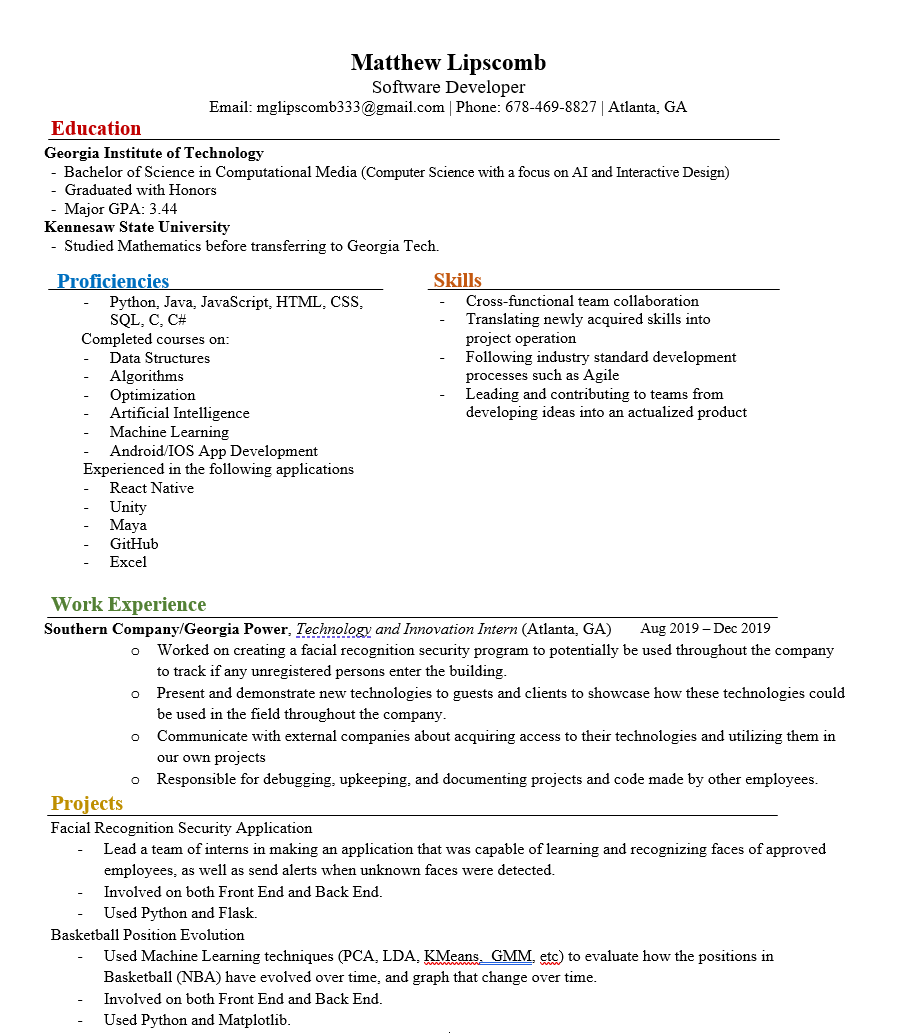 Matthew Lipscomb
Software Developer
Email: mglipscomb333@gmail.com | Phone: 678-469-8827 | Atlanta, GA
Education
Georgia Institute of Technology
- Bachelor of Science in Computational Media (Computer Science with a focus on AI and Interactive Design)
- Graduated with Honors
- Major GPA: 3.44
Kennesaw State University
- Studied Mathematics before transferring to Georgia Tech.
Proficiencies
- Python, Java, JavaScript, HTML, CSS,
SQL, C, C#
Completed courses on:
- Data Structures
- Algorithms
- Optimization
- Artificial Intelligence
- Machine Learning
- Android/IOS App Development
Experienced in the following applications
- React Native
- Unity
- Maya
- GitHub
- Excel
Skills
- Cross-functional team collaboration
- Translating newly acquired skills into
project operation
- Following industry standard development
processes such as Agile
- Leading and contributing to teams from
developing ideas into an actualized product
Work Experience
Southern Company/Georgia Power, Technology and Innovation Intern (Atlanta, GA) Aug 2019 – Dec 2019
o Worked on creating a facial recognition security program to potentially be used throughout the company
to track if any unregistered persons enter the building.
o Present and demonstrate new technologies to guests and clients to showcase how these technologies could
be used in the field throughout the company.
o Communicate with external companies about acquiring access to their technologies and utilizing them in
our own projects
o Responsible for debugging, upkeeping, and documenting projects and code made by other employees.
Projects
Facial Recognition Security Application
- Lead a team of interns in making an application that was capable of learning and recognizing faces of approved
employees, as well as send alerts when unknown faces were detected.
- Involved on both Front End and Back End.
- Used Python and Flask.
Basketball Position Evolution
- Used Machine Learning techniques (PCA, LDA, KMeans, GMM, etc) to evaluate how the positions in
Basketball (NBA) have evolved over time, and graph that change over time.
- Involved on both Front End and Back End.
- Used Python and Matplotlib.